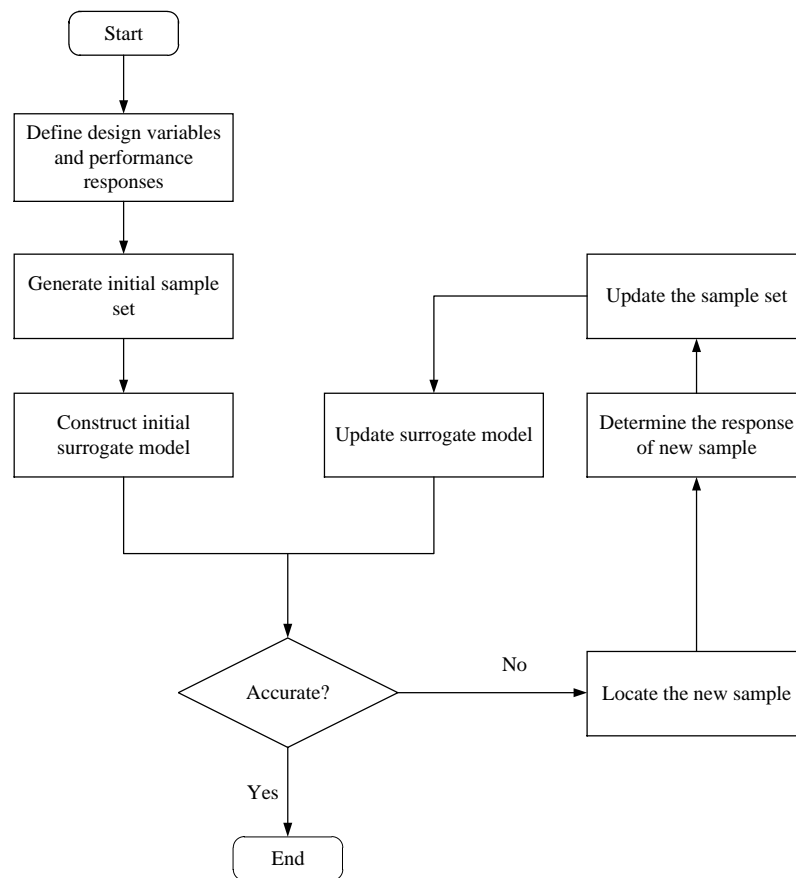 Start
Define design variables
and performance
responses
Generate initial sample
set
Update the sample set
Construct initial
surrogate model
Update surrogate model
Determine the response
of new sample
Accurate?
No
Locate the new sample
Yes
End